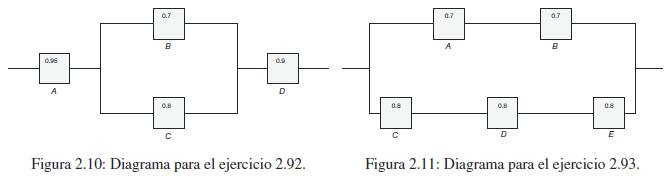 0.7
B
0.95
A
0.9
D
0.8
C
Figura 2.10: Diagrama para el ejercicio 2.92.
0.7
A
0.7
B
0.8
C
0.8
D
0.8
E
Figura 2.11: Diagrama para el ejercicio 2.93.